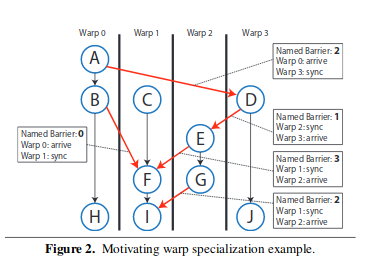 Warp 0 Warp 1 Warp 2 Warp 3
A
Named Barrier: 2
Warp 0: arrive
Warp 3: sync
B C D
Named Barrier: 1
Warp 2: sync
Warp 3: arrive
Named Barrier: 0
Warp 0: arrive
Warp 1: sync
E
Named Barrier: 3
Warp 1: sync
Warp 2: arrive
F G
Named Barrier: 2
Warp 1: sync
Warp 2: arrive
H I J
Figure 2. Motivating warp specialization example.